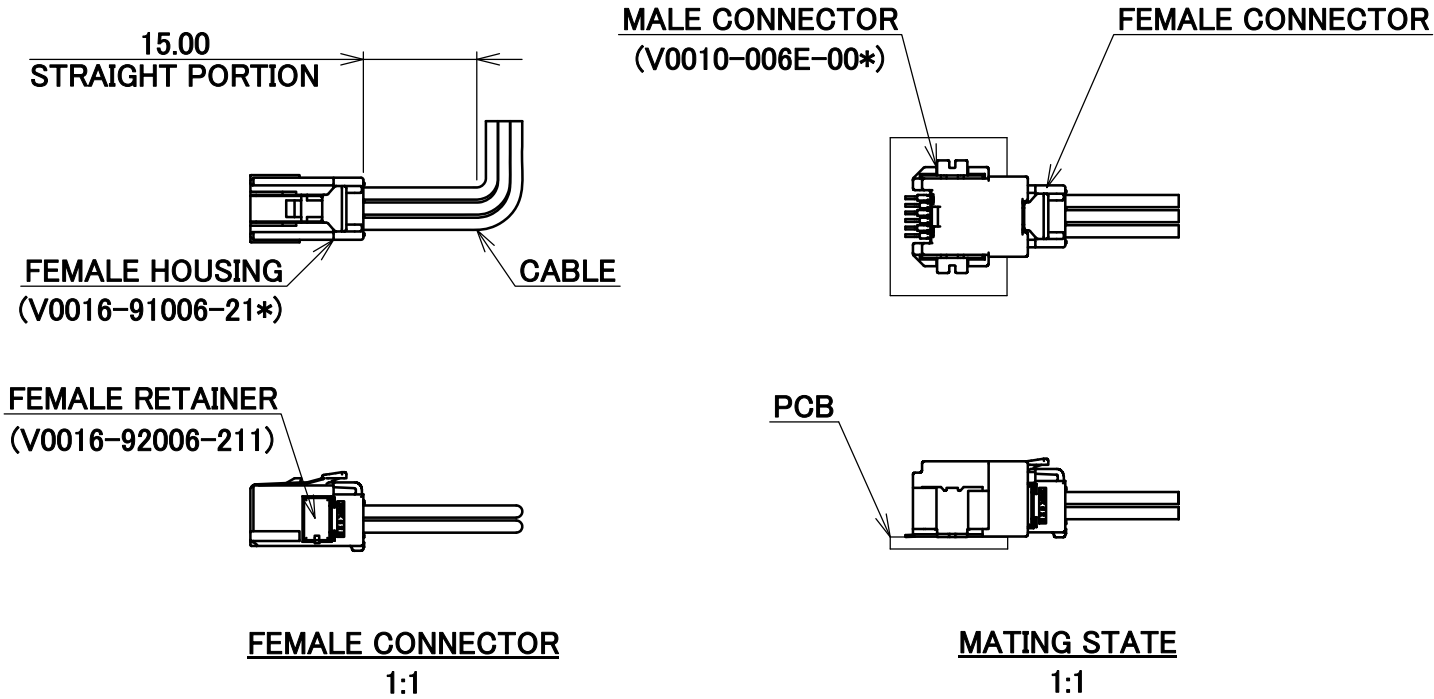 15.00
STRAIGHT PORTION
FEMALE HOUSING
(V0016-91006-21*)
CABLE
MALE CONNECTOR
(V0010-006E-00*)
FEMALE CONNECTOR
FEMALE RETAINER
(V0016-92006-211)
PCB
FEMALE CONNECTOR
1:1
MATING STATE
1:1